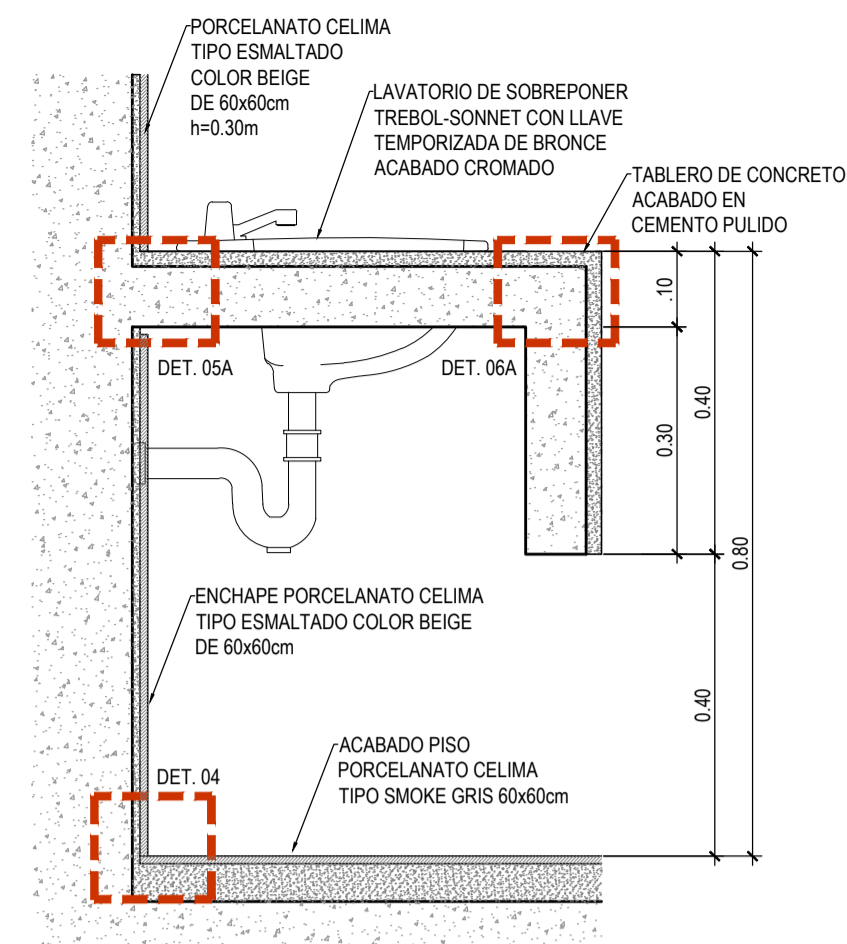 PORCELANATO CELIMA
TIPO ESMALTADO
COLOR BEIGE
DE 60x60cm
h=0.30m
LAVATORIO DE SOBREPONER
TREBOL-SONNET CON LLAVE
TEMPORIZADA DE BRONCE
ACABADO CROMADO
TABLERO DE CONCRETO
ACABADO EN
CEMENTO PULIDO
.10
DET. 05A
DET. 06A
0.40
0.30
0.80
ENCHAPE PORCELANATO CELIMA
TIPO ESMALTADO COLOR BEIGE
DE 60x60cm
0.40
ACABADO PISO
PORCELANATO CELIMA
TIPO SMOKE GRIS 60x60cm
DET. 04